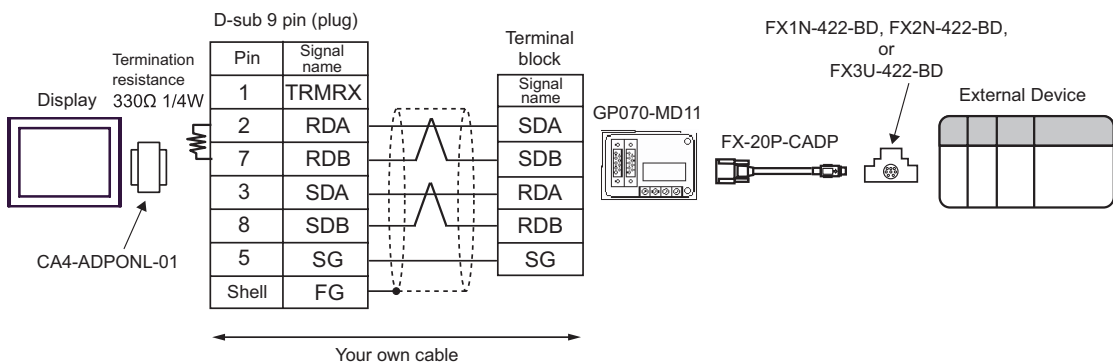 D-sub 9 pin (plug)
Termination
resistance
330Ω 1/4W
Display
CA4-ADPONL-01
Pin Signal name
1 TRMRX
2 RDA
7 RDB
3 SDA
8 SDB
5 SG
Shell FG
Terminal
block
Signal
name
SDA
SDB
RDA
RDB
SG
Your own cable
GP070-MD11
FX-20P-CADP
FX1N-422-BD, FX2N-422-BD,
or
FX3U-422-BD
External Device